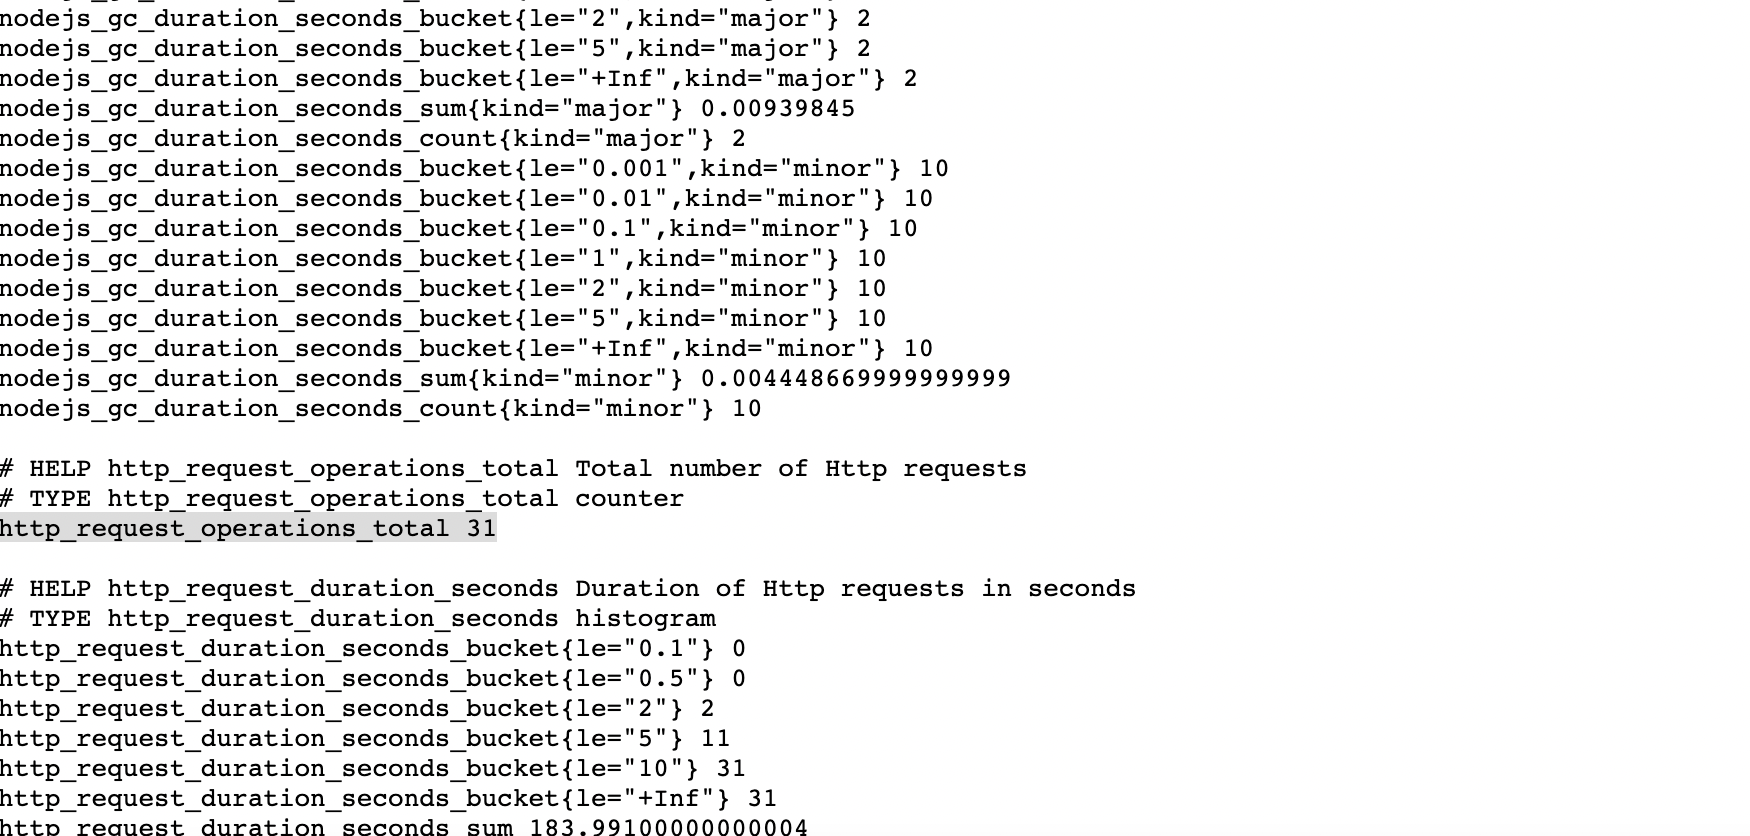 nodejs_gc_duration_seconds_bucket{le="2",kind="major"} 2
nodejs_gc_duration_seconds_bucket{le="5",kind="major"} 2
nodejs_gc_duration_seconds_bucket{le="+Inf",kind="major"} 2
nodejs_gc_duration_seconds_sum{kind="major"} 0.00939845
nodejs_gc_duration_seconds_count{kind="major"} 2
nodejs_gc_duration_seconds_bucket{le="0.001",kind="minor"} 10
nodejs_gc_duration_seconds_bucket{le="0.01",kind="minor"} 10
nodejs_gc_duration_seconds_bucket{le="0.1",kind="minor"} 10
nodejs_gc_duration_seconds_bucket{le="1",kind="minor"} 10
nodejs_gc_duration_seconds_bucket{le="2",kind="minor"} 10
nodejs_gc_duration_seconds_bucket{le="5",kind="minor"} 10
nodejs_gc_duration_seconds_bucket{le="+Inf",kind="minor"} 10
nodejs_gc_duration_seconds_sum{kind="minor"} 0.004448669999999999
nodejs_gc_duration_seconds_count{kind="minor"} 10
# HELP http_request_operations_total Total number of Http requests
# TYPE http_request_operations_total counter
http_request_operations_total 31
# HELP http_request_duration_seconds Duration of Http requests in seconds
# TYPE http_request_duration_seconds histogram
http_request_duration_seconds_bucket{le="0.1"} 0
http_request_duration_seconds_bucket{le="0.5"} 0
http_request_duration_seconds_bucket{le="2"} 2
http_request_duration_seconds_bucket{le="5"} 11
http_request_duration_seconds_bucket{le="10"} 31
http_request_duration_seconds_bucket{le="+Inf"} 31
http_request_duration_seconds_sum 183.99100000000004